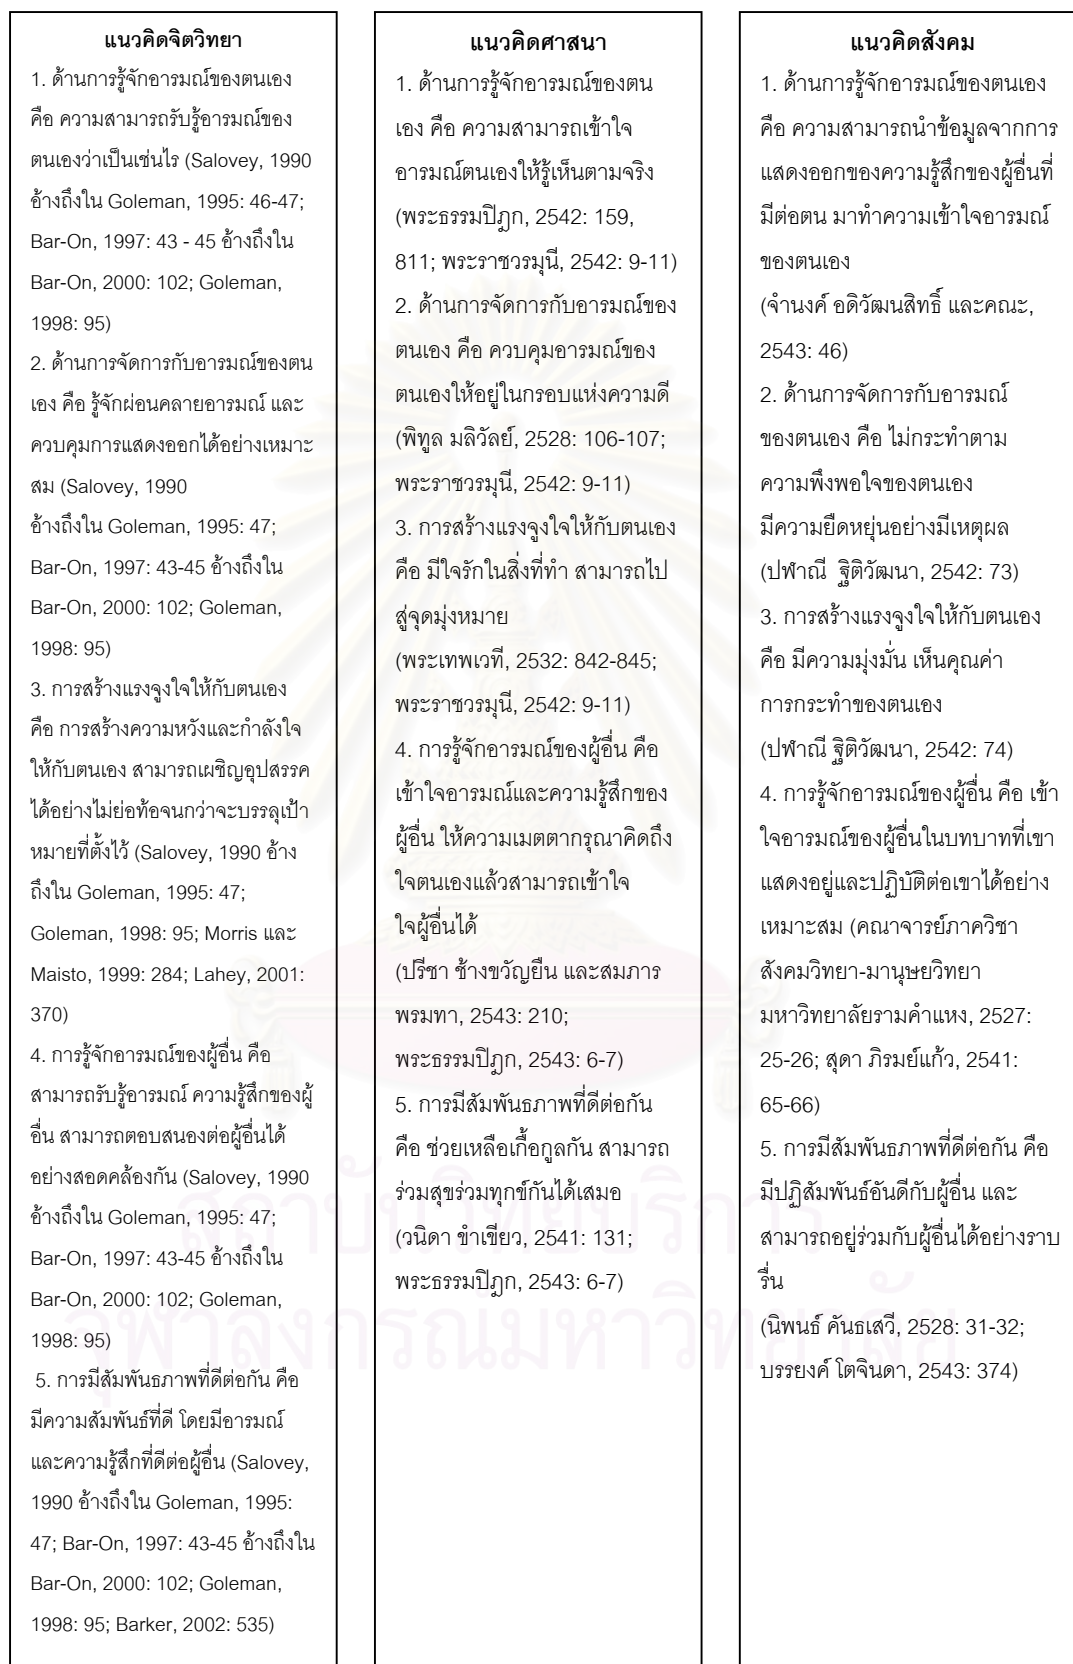 แนวคิดจิตวิทยา
1. ด้านการรู้จักอารมณ์ของตนเอง
คือ ความสามารถรับรู้อารมณ์ของ
ตนเองว่าเป็นเช่นไร (Salovey, 1990
อ้างถึงใน Goleman, 1995: 46-47;
Bar-On, 1997: 43 - 45 อ้างถึงใน
Bar-On, 2000: 102; Goleman,
1998: 95)
2. ด้านการจัดการกับอารมณ์ของตน
เอง คือ รู้จักผ่อนคลายอารมณ์ และ
ควบคุมการแสดงออกได้อย่างเหมาะ
สม (Salovey, 1990
อ้างถึงใน Goleman, 1995: 47;
Bar-On, 1997: 43-45 อ้างถึงใน
Bar-On, 2000: 102; Goleman,
1998: 95)
3. การสร้างแรงจูงใจให้กับตนเอง
คือ การสร้างความหวังและกำลังใจ
ให้กับตนเอง สามารถเผชิญอุปสรรค
ได้อย่างไม่ย่อท้อจนกว่าจะบรรลุเป้า
หมายที่ตั้งไว้ (Salovey, 1990 อ้าง
ถึงใน Goleman, 1995: 47;
Goleman, 1998: 95; Morris และ
Maisto, 1999: 284; Lahey, 2001:
370)
4. การรู้จักอารมณ์ของผู้อื่น คือ
สามารถรับรู้อารมณ์ ความรู้สึกของผู้
อื่น สามารถตอบสนองต่อผู้อื่นได้
อย่างสอดคล้องกัน (Salovey, 1990
อ้างถึงใน Goleman, 1995: 47;
Bar-On, 1997: 43-45 อ้างถึงใน
Bar-On, 2000: 102; Goleman,
1998: 95)
5. การมีสัมพันธภาพที่ดีต่อกัน คือ
มีความสัมพันธ์ที่ดี โดยมีอารมณ์
และความรู้สึกที่ดีต่อผู้อื่น (Salovey,
1990 อ้างถึงใน Goleman, 1995:
47; Bar-On, 1997: 43-45 อ้างถึงใน
Bar-On, 2000: 102; Goleman,
1998: 95; Barker, 2002: 535)
แนวคิดศาสนา
1. ด้านการรู้จักอารมณ์ของตน
เอง คือ ความสามารถเข้าใจ
อารมณ์ตนเองให้รู้เห็นตามจริง
(พระธรรมปิฎก, 2542: 159,
811; พระราชวรมุนี, 2542: 9-11)
2. ด้านการจัดการกับอารมณ์ของ
ตนเอง คือ ควบคุมอารมณ์ของ
ตนเองให้อยู่ในกรอบแห่งความดี
(พิทูล มลิวัลย์, 2528: 106-107;
พระราชวรมุนี, 2542: 9-11)
3. การสร้างแรงจูงใจให้กับตนเอง
คือ มีใจรักในสิ่งที่ทำ สามารถไป
สู่จุดมุ่งหมาย
(พระเทพเวที, 2532: 842-845;
พระราชวรมุนี, 2542: 9-11)
4. การรู้จักอารมณ์ของผู้อื่น คือ
เข้าใจอารมณ์และความรู้สึกของ
ผู้อื่น ให้ความเมตตากรุณาคิดถึง
ใจตนเองแล้วสามารถเข้าใจ
ใจผู้อื่นได้
(ปรีชา ช้างขวัญยืน และสมภาร
พรมทา, 2543: 210;
พระธรรมปิฎก, 2543: 6-7)
5. การมีสัมพันธภาพที่ดีต่อกัน
คือ ช่วยเหลือเกื้อกูลกัน สามารถ
ร่วมสุขร่วมทุกข์กันได้เสมอ
(วนิดา ขำเขียว, 2541: 131;
พระธรรมปิฎก, 2543: 6-7)
แนวคิดสังคม
1. ด้านการรู้จักอารมณ์ของตนเอง
คือ ความสามารถนำข้อมูลจากการ
แสดงออกของความรู้สึกของผู้อื่นที่
มีต่อตน มาทำความเข้าใจอารมณ์
ของตนเอง
(จำนงค์ อดิวัฒนสิทธิ์ และคณะ,
2543: 46)
2. ด้านการจัดการกับอารมณ์
ของตนเอง คือ ไม่กระทำตาม
ความพึงพอใจของตนเอง
มีความยืดหยุ่นอย่างมีเหตุผล
(ปฬาณี ฐิติวัฒนา, 2542: 73)
3. การสร้างแรงจูงใจให้กับตนเอง
คือ มีความมุ่งมั่น เห็นคุณค่า
การกระทำของตนเอง
(ปฬาณี ฐิติวัฒนา, 2542: 74)
4. การรู้จักอารมณ์ของผู้อื่น คือ เข้า
ใจอารมณ์ของผู้อื่นในบทบาทที่เขา
แสดงอยู่และปฏิบัติต่อเขาได้อย่าง
เหมาะสม (คณาจารย์ภาควิชา
สังคมวิทยา-มานุษยวิทยา
มหาวิทยาลัยรามคำแหง, 2527:
25-26; สุดา ภิรมย์แก้ว, 2541:
65-66)
5. การมีสัมพันธภาพที่ดีต่อกัน คือ
มีปฏิสัมพันธ์อันดีกับผู้อื่น และ
สามารถอยู่ร่วมกับผู้อื่นได้อย่างราบ
รื่น
(นิพนธ์ คันธเสวี, 2528: 31-32;
บรรยงค์ โตจินดา, 2543: 374)
สถาบันวิทยบริการ
จุฬาลงกรณ์มหาวิทยาลัย